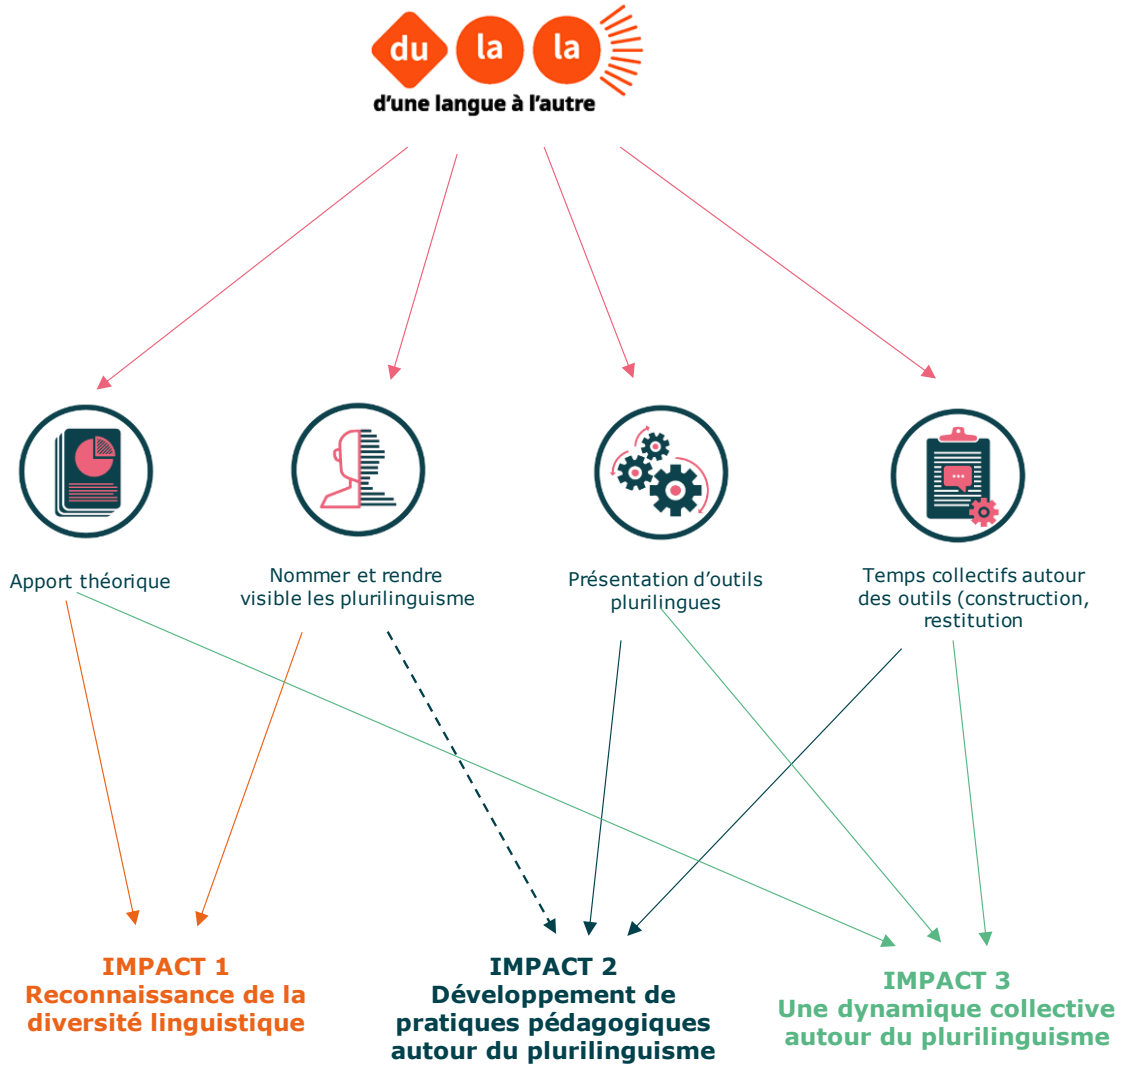 du la la
d'une langue à l'autre
Apport théorique
Nommer et rendre
visible les plurilinguisme
Présentation d'outils
plurilingues
Temps collectifs autour
des outils (construction,
restitution
IMPACT 1
Reconnaissance de la
diversité linguistique
IMPACT 2
Développement de
pratiques pédagogiques
autour du plurilinguisme
IMPACT 3
Une dynamique collective
autour du plurilinguisme